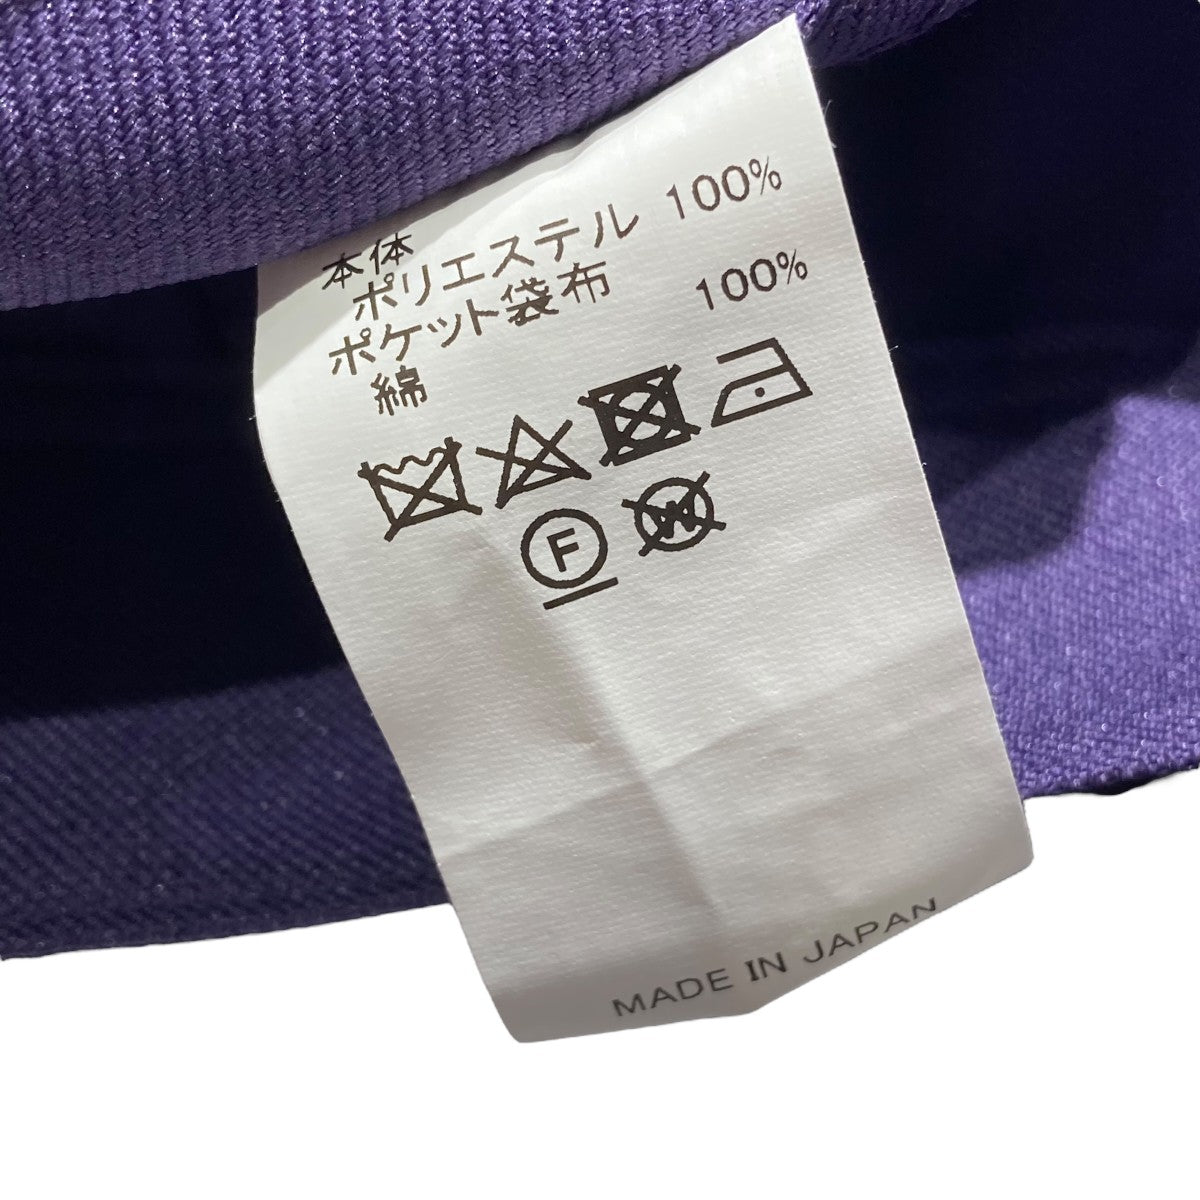 本体
ポリエステル 100%
ポケット袋布
綿 100%
F
W
MADE IN JAPAN